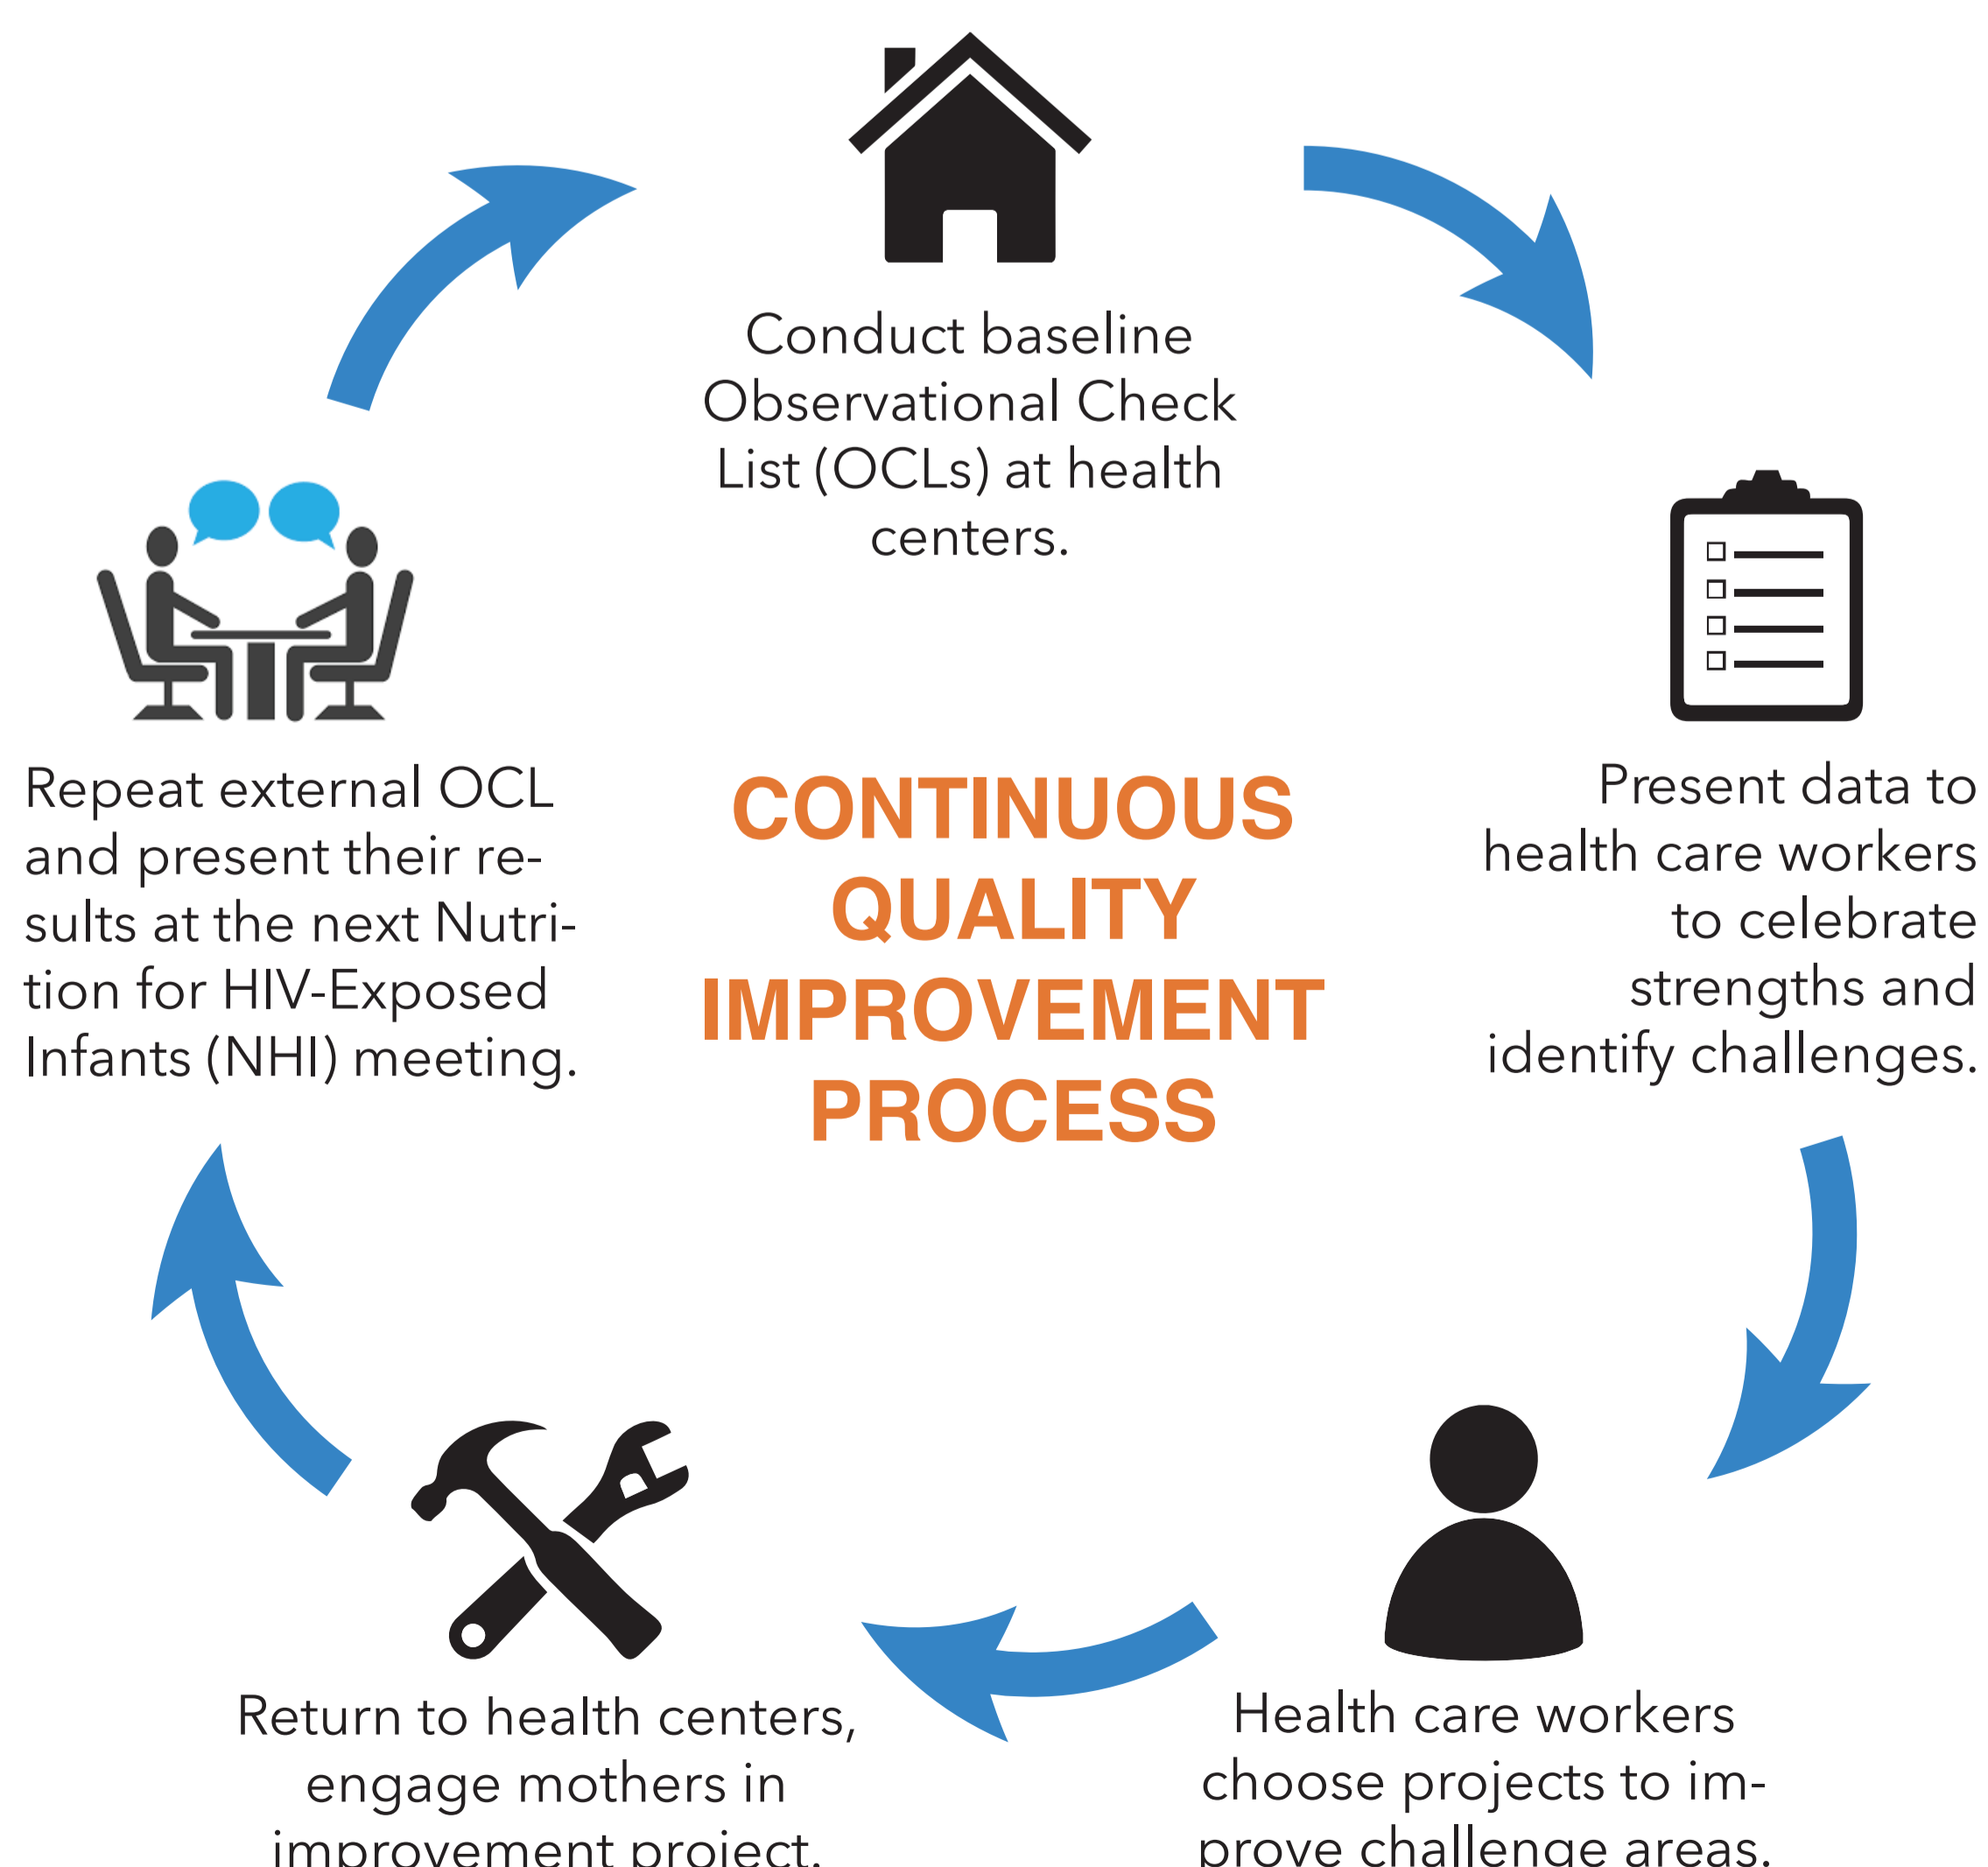 Conduct baseline
Observational Check
List (OCLs) at health
centers.
Present data to
health care workers
to celebrate
strengths and
identify challenges.
Health care workers
choose projects to im-
prove challenge areas.
Return to health centers,
engage mothers in
improvement project.
Repeat external OCL
and present their re-
sults at the next Nutri-
tion for HIV-Exposed
Infants (NHI) meeting.
CONTINUOUS
QUALITY
IMPROVEMENT
PROCESS